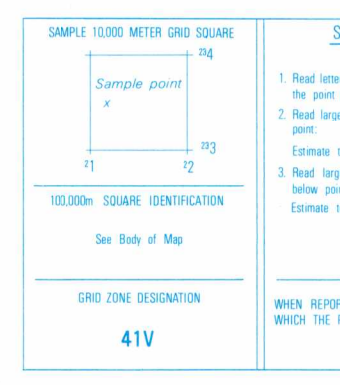 SAMPLE 10,000 METER GRID SQUARE
²³4
Sample point
x
²³3
²1 ²2
100,000m SQUARE IDENTIFICATION
See Body of Map
GRID ZONE DESIGNATION
41V
S
1. Read lette
the point
2. Read large
point:
Estimate t
3. Read larg
below poi
Estimate t
WHEN REPOR
WHICH THE